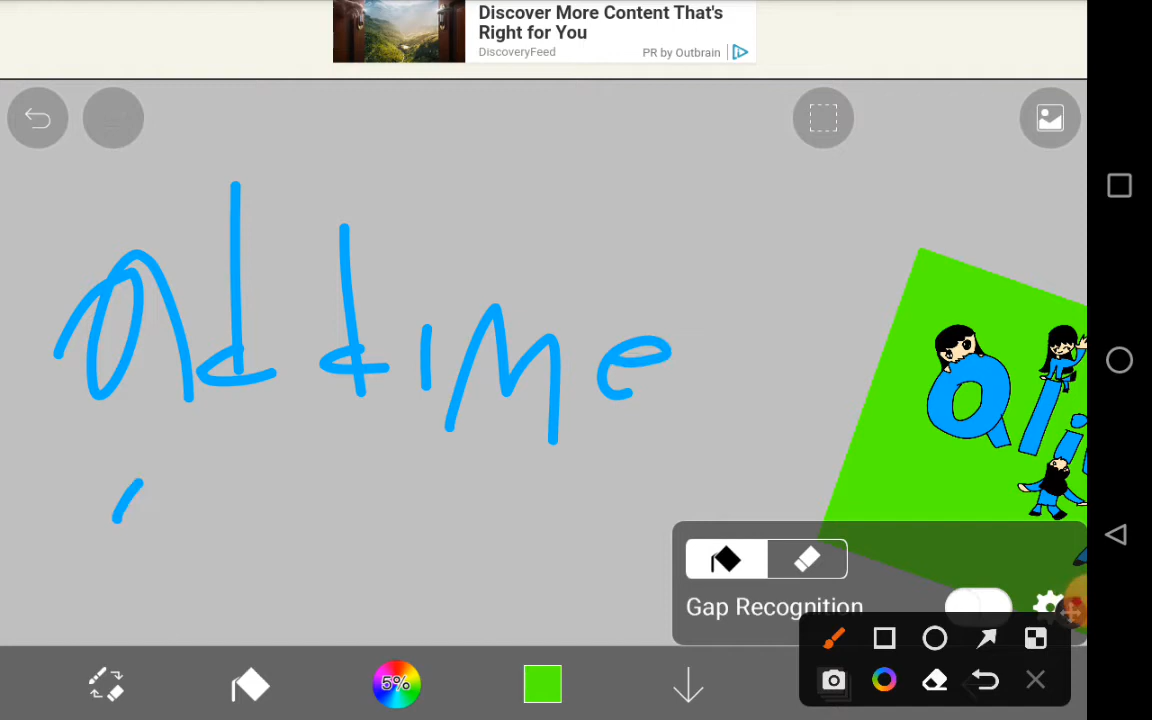 Discover More Content That's
Right for You
DiscoveryFeed
PR by Outbrain
old time
Gap Recognition
5%